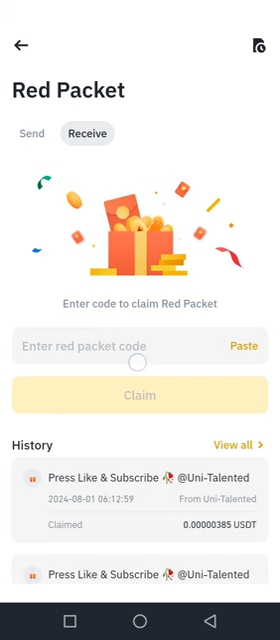 Red Packet
Send Receive
Enter code to claim Red Packet
Enter red packet code Paste
Claim
History View all
Press Like & Subscribe 🥀 @Uni-Talented
2024-08-01 06:12:59 From Uni-Talented
Claimed 0.00000385 USDT
Press Like & Subscribe 🥀 @Uni-Talented